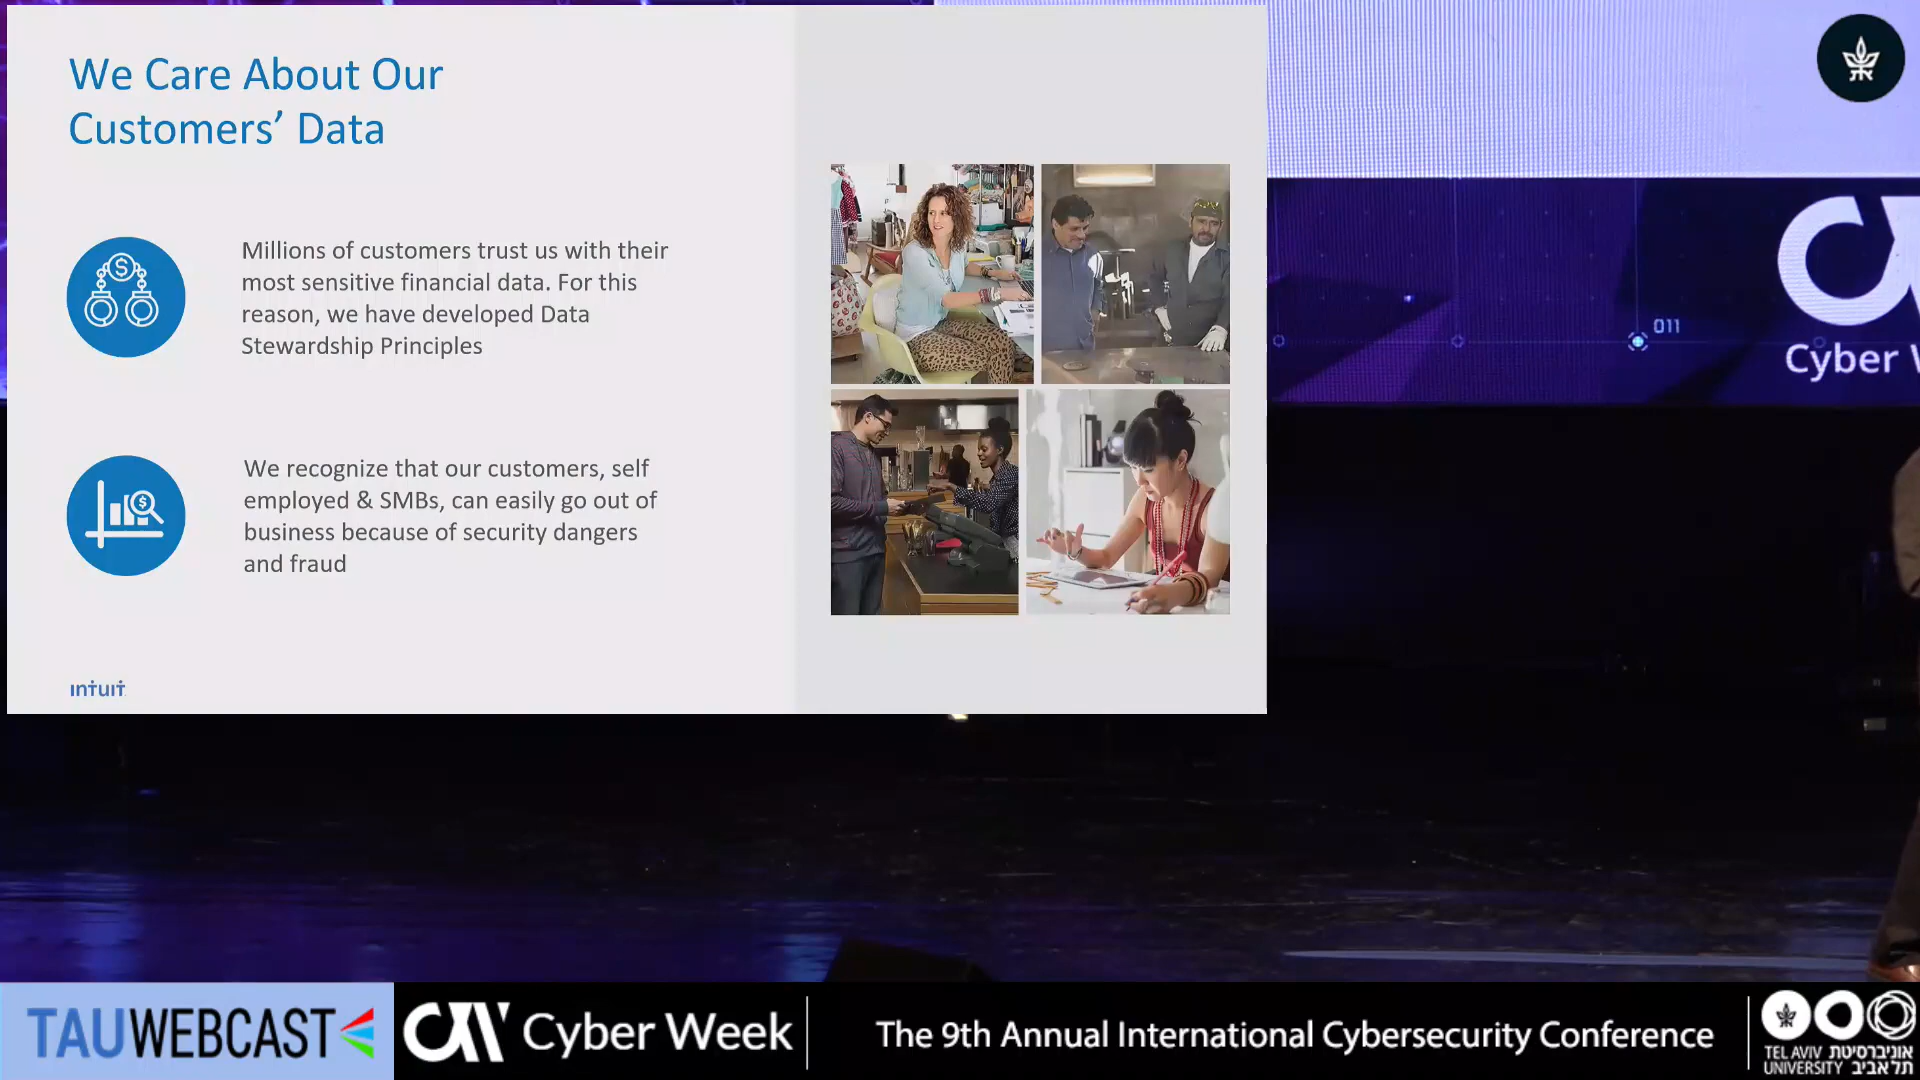 We Care About Our
Customers’ Data
Millions of customers trust us with their
most sensitive financial data. For this
reason, we have developed Data
Stewardship Principles
We recognize that our customers, self
employed & SMBs, can easily go out of
business because of security dangers
and fraud
intuit
011
Cyber
TAUWEBCAST
Cyber Week
The 9th Annual International Cybersecurity Conference
TEL AVIV אוניברסיטת
UNIVERSITY תל אביב